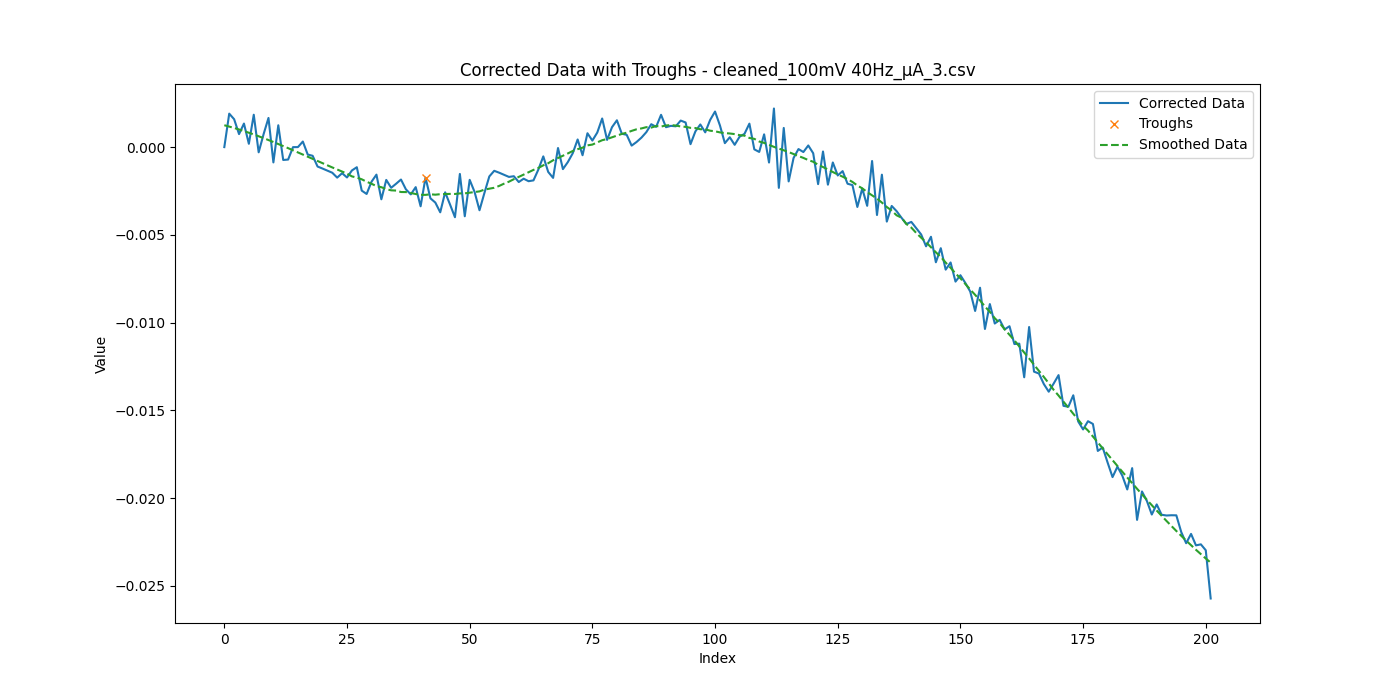 Corrected Data with Troughs - cleaned_100mV 40Hz_µA_3.csv
Corrected Data
Troughs
Smoothed Data
Value
0.000
−0.005
−0.010
−0.015
−0.020
−0.025
0 25 50 75 100 125 150 175 200
Index